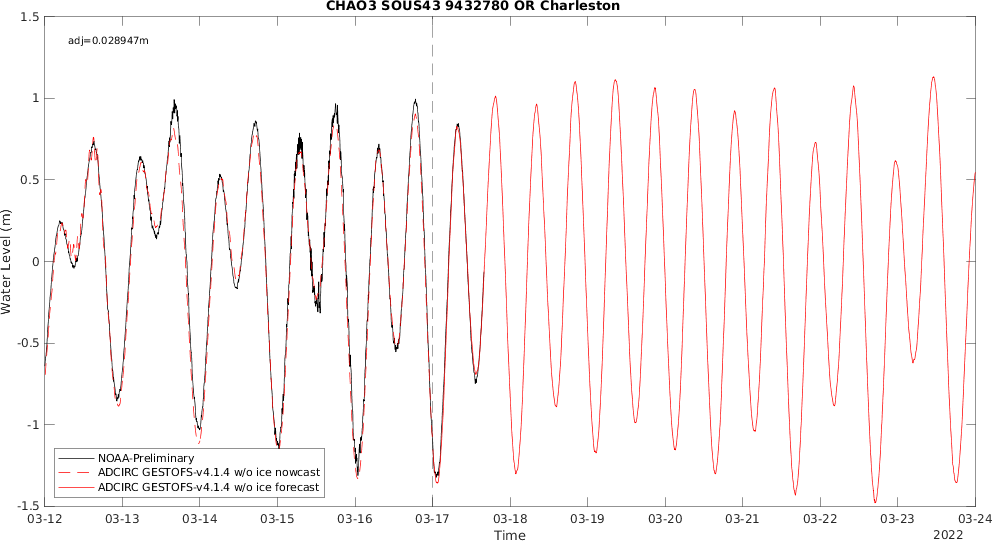 CHAO3 SOUS43 9432780 OR Charleston
adj=0.028947m
1.5
1
0.5
0
-0.5
-1
-1.5
Water Level (m)
NOAA-Preliminary
ADCIRC GESTOFS-v4.1.4 w/o ice nowcast
ADCIRC GESTOFS-v4.1.4 w/o ice forecast
03-12 03-13 03-14 03-15 03-16 03-17 03-18 03-19 03-20 03-21 03-22 03-23 03-24
Time
2022